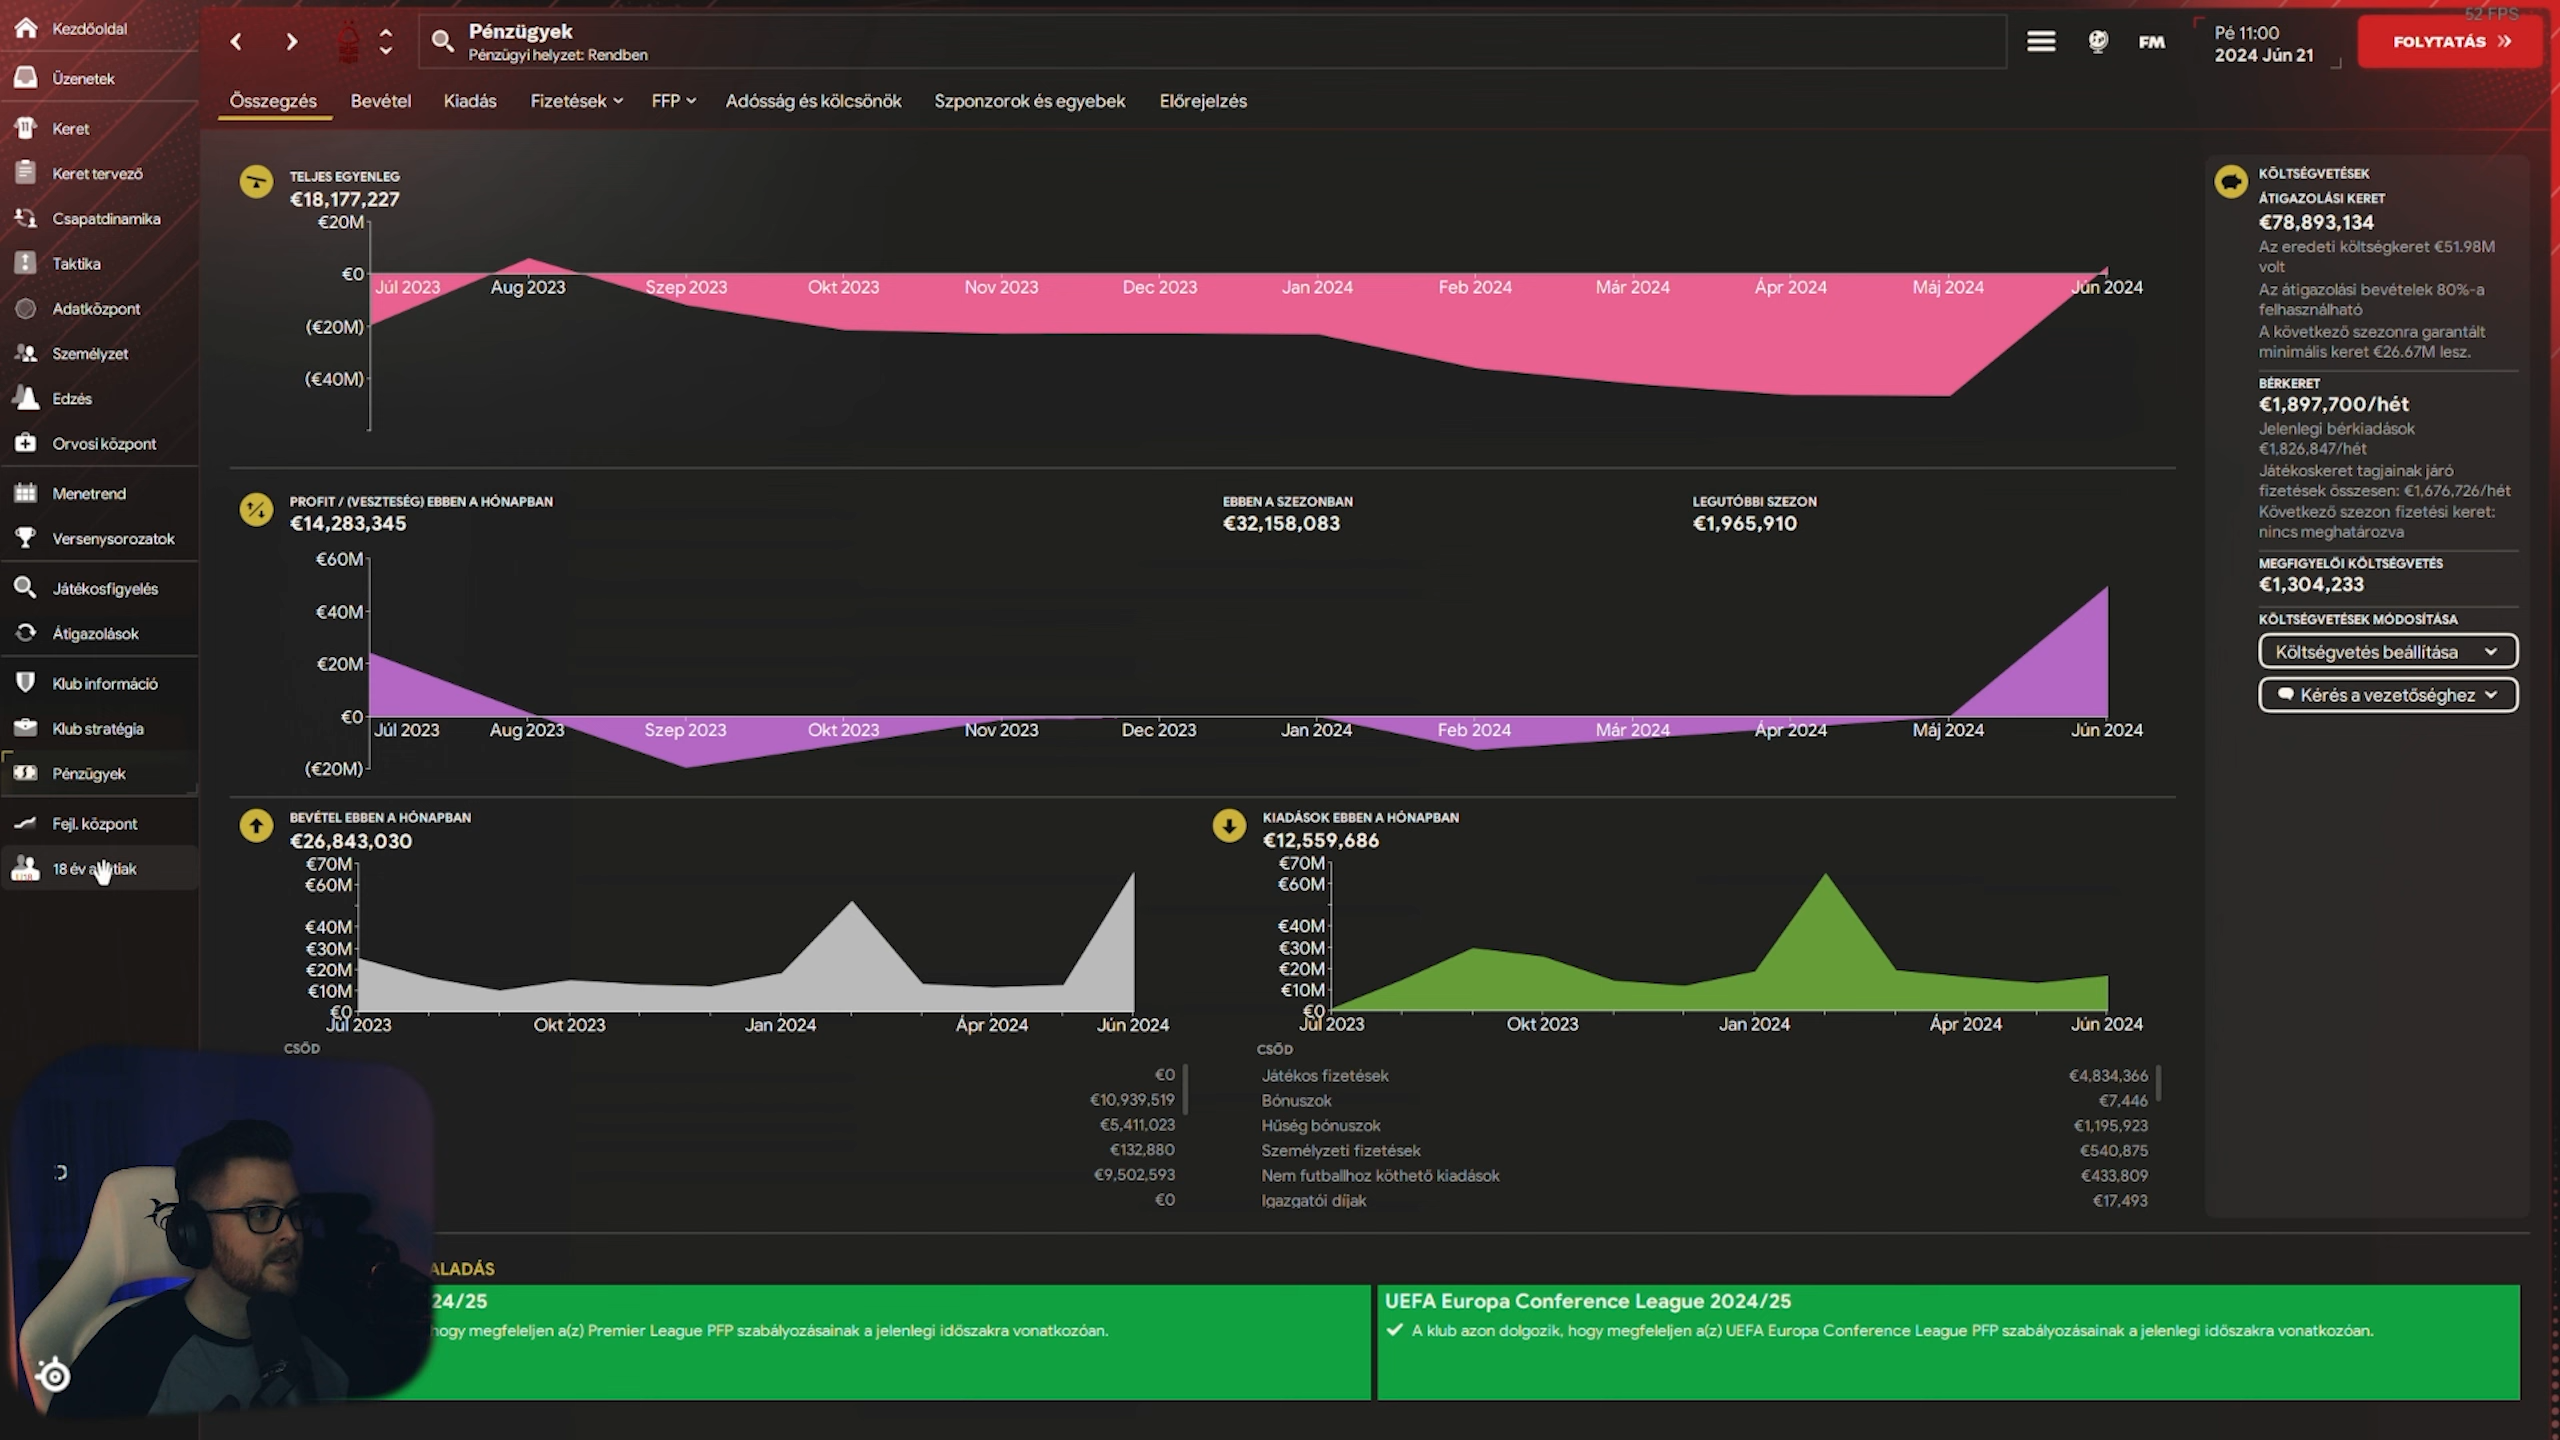 Kezdőoldal
Üzenetek
Keret
Keret tervező
Csapatdinamika
Taktika
Adatközpont
Személyzet
Edzés
Orvosi központ
Menetrend
Versenysorozatok
Játékosfigyelés
Átigazolások
Klub információ
Klub stratégia
Pénzügyek
Fejl. központ
18 év
Pénzügyek
Pénzügyi helyzet: Rendben
FM
52 FPS
Pé 11:00
2024 Jún 21
FOLYTATÁS
Összegzés Bevétel Kiadás Fizetések FFP Adósság és kölcsönök Szponzorok és egyebek Előrejelzés
TELJES EGYENLEG
€18,177,227
€20M
€0
(€20M)
(€40M)
Júl 2023 Aug 2023 Szep 2023 Okt 2023 Nov 2023 Dec 2023 Jan 2024 Feb 2024 Már 2024 Ápr 2024 Máj 2024 Jún 2024
PROFIT / (VESZTESÉG) EBBEN A HÓNAPBAN
€14,283,345
EBBEN A SZEZONBAN
€32,158,083
LEGUTÓBBI SZEZON
€1,965,910
€60M
€40M
€20M
€0
(€20M)
Júl 2023 Aug 2023 Szep 2023 Okt 2023 Nov 2023 Dec 2023 Jan 2024 Feb 2024 Már 2024 Ápr 2024 Máj 2024 Jún 2024
BEVÉTEL EBBEN A HÓNAPBAN
€26,843,030
€70M
€60M
€40M
€30M
€20M
€10M
€0
Júl 2023 Okt 2023 Jan 2024 Ápr 2024 Jún 2024
CSŐD
€0
€10,939,519
€5,411,023
€132,880
€9,502,593
€0
KIADÁSOK EBBEN A HÓNAPBAN
€12,559,686
€70M
€60M
€40M
€30M
€20M
€10M
€0
Júl 2023 Okt 2023 Jan 2024 Ápr 2024 Jún 2024
CSŐD
Játékos fizetések €4,834,366
Bónuszok €7,446
Hűség bónuszok €1,195,923
Személyzeti fizetések €540,875
Nem futballhoz köthető kiadások €433,809
Igazgatói díjak €17,493
KÖLTSÉGVETÉSEK
ÁTIGAZOLÁSI KERET
€78,893,134
Az eredeti költségkeret €51.98M
volt
Az átigazolási bevételek 80%-a
felhasználható
A következő szezonra garantált
minimális keret €26.67M lesz.
BÉRKERET
€1,897,700/hét
Jelenlegi bérkiadások
€1,826,847/hét
Játékoskeret tagjainak járó
fizetések összesen: €1,676,726/hét
Következő szezon fizetési keret:
nincs meghatározva
MEGFIGYELŐI KÖLTSÉGVETÉS
€1,304,233
KÖLTSÉGVETÉSEK MÓDOSÍTÁSA
Költségvetés beállítása
Kérés a vezetőséghez
ALADÁS
24/25
hogy megfeleljen a(z) Premier League PFP szabályozásainak a jelenlegi időszakra vonatkozóan.
UEFA Europa Conference League 2024/25
A klub azon dolgozik, hogy megfeleljen a(z) UEFA Europa Conference League PFP szabályozásainak a jelenlegi időszakra vonatkozóan.